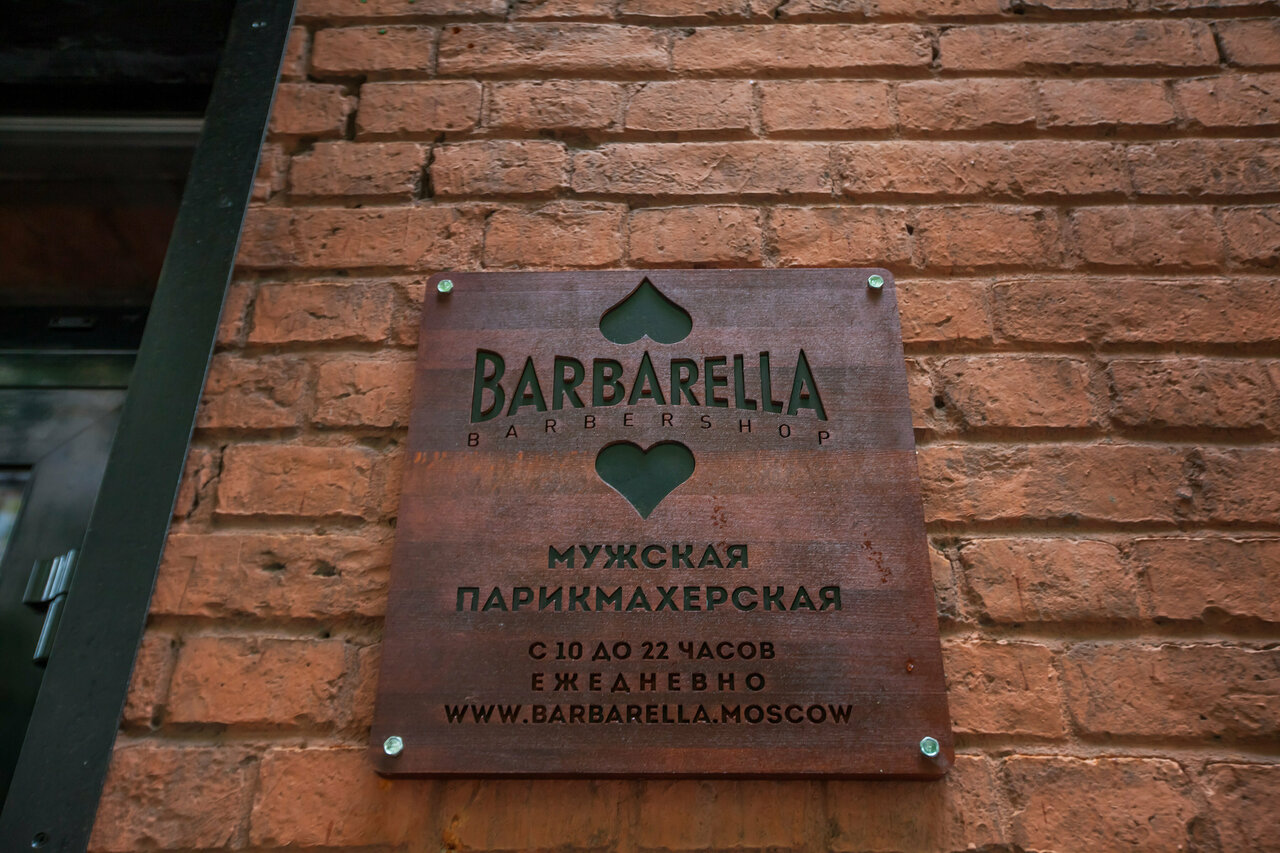 BARBARELLA
BARBERSHOP
МУЖСКАЯ
ПАРИКМАХЕРСКАЯ
С 10 ДО 22 ЧАСОВ
ЕЖЕДНЕВНО
WWW.BARBARELLA.MOSCOW